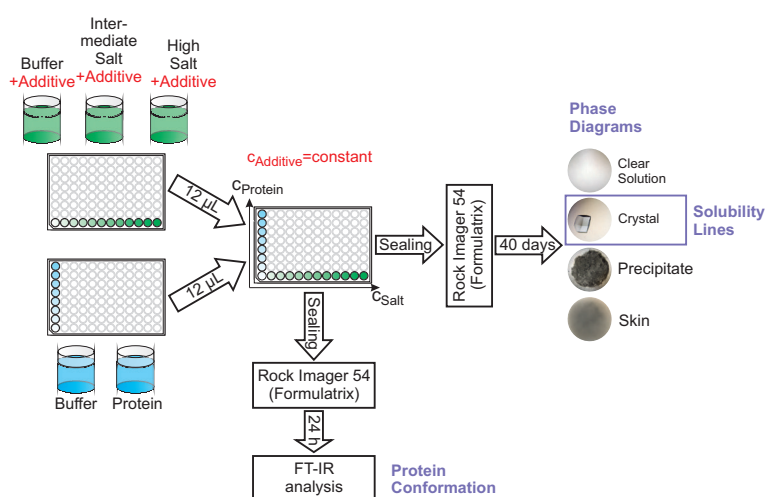 Inter-
mediate
Salt
+Additive
Buffer
+Additive
High
Salt
+Additive
12 µL
12 µL
Buffer
Protein
cAdditive=constant
cProtein
cSalt
Sealing
Rock Imager 54
(Formulatrix)
40 days
Sealing
Rock Imager 54
(Formulatrix)
24 h
FT-IR
analysis
Protein
Conformation
Phase
Diagrams
Clear
Solution
Crystal
Solubility
Lines
Precipitate
Skin